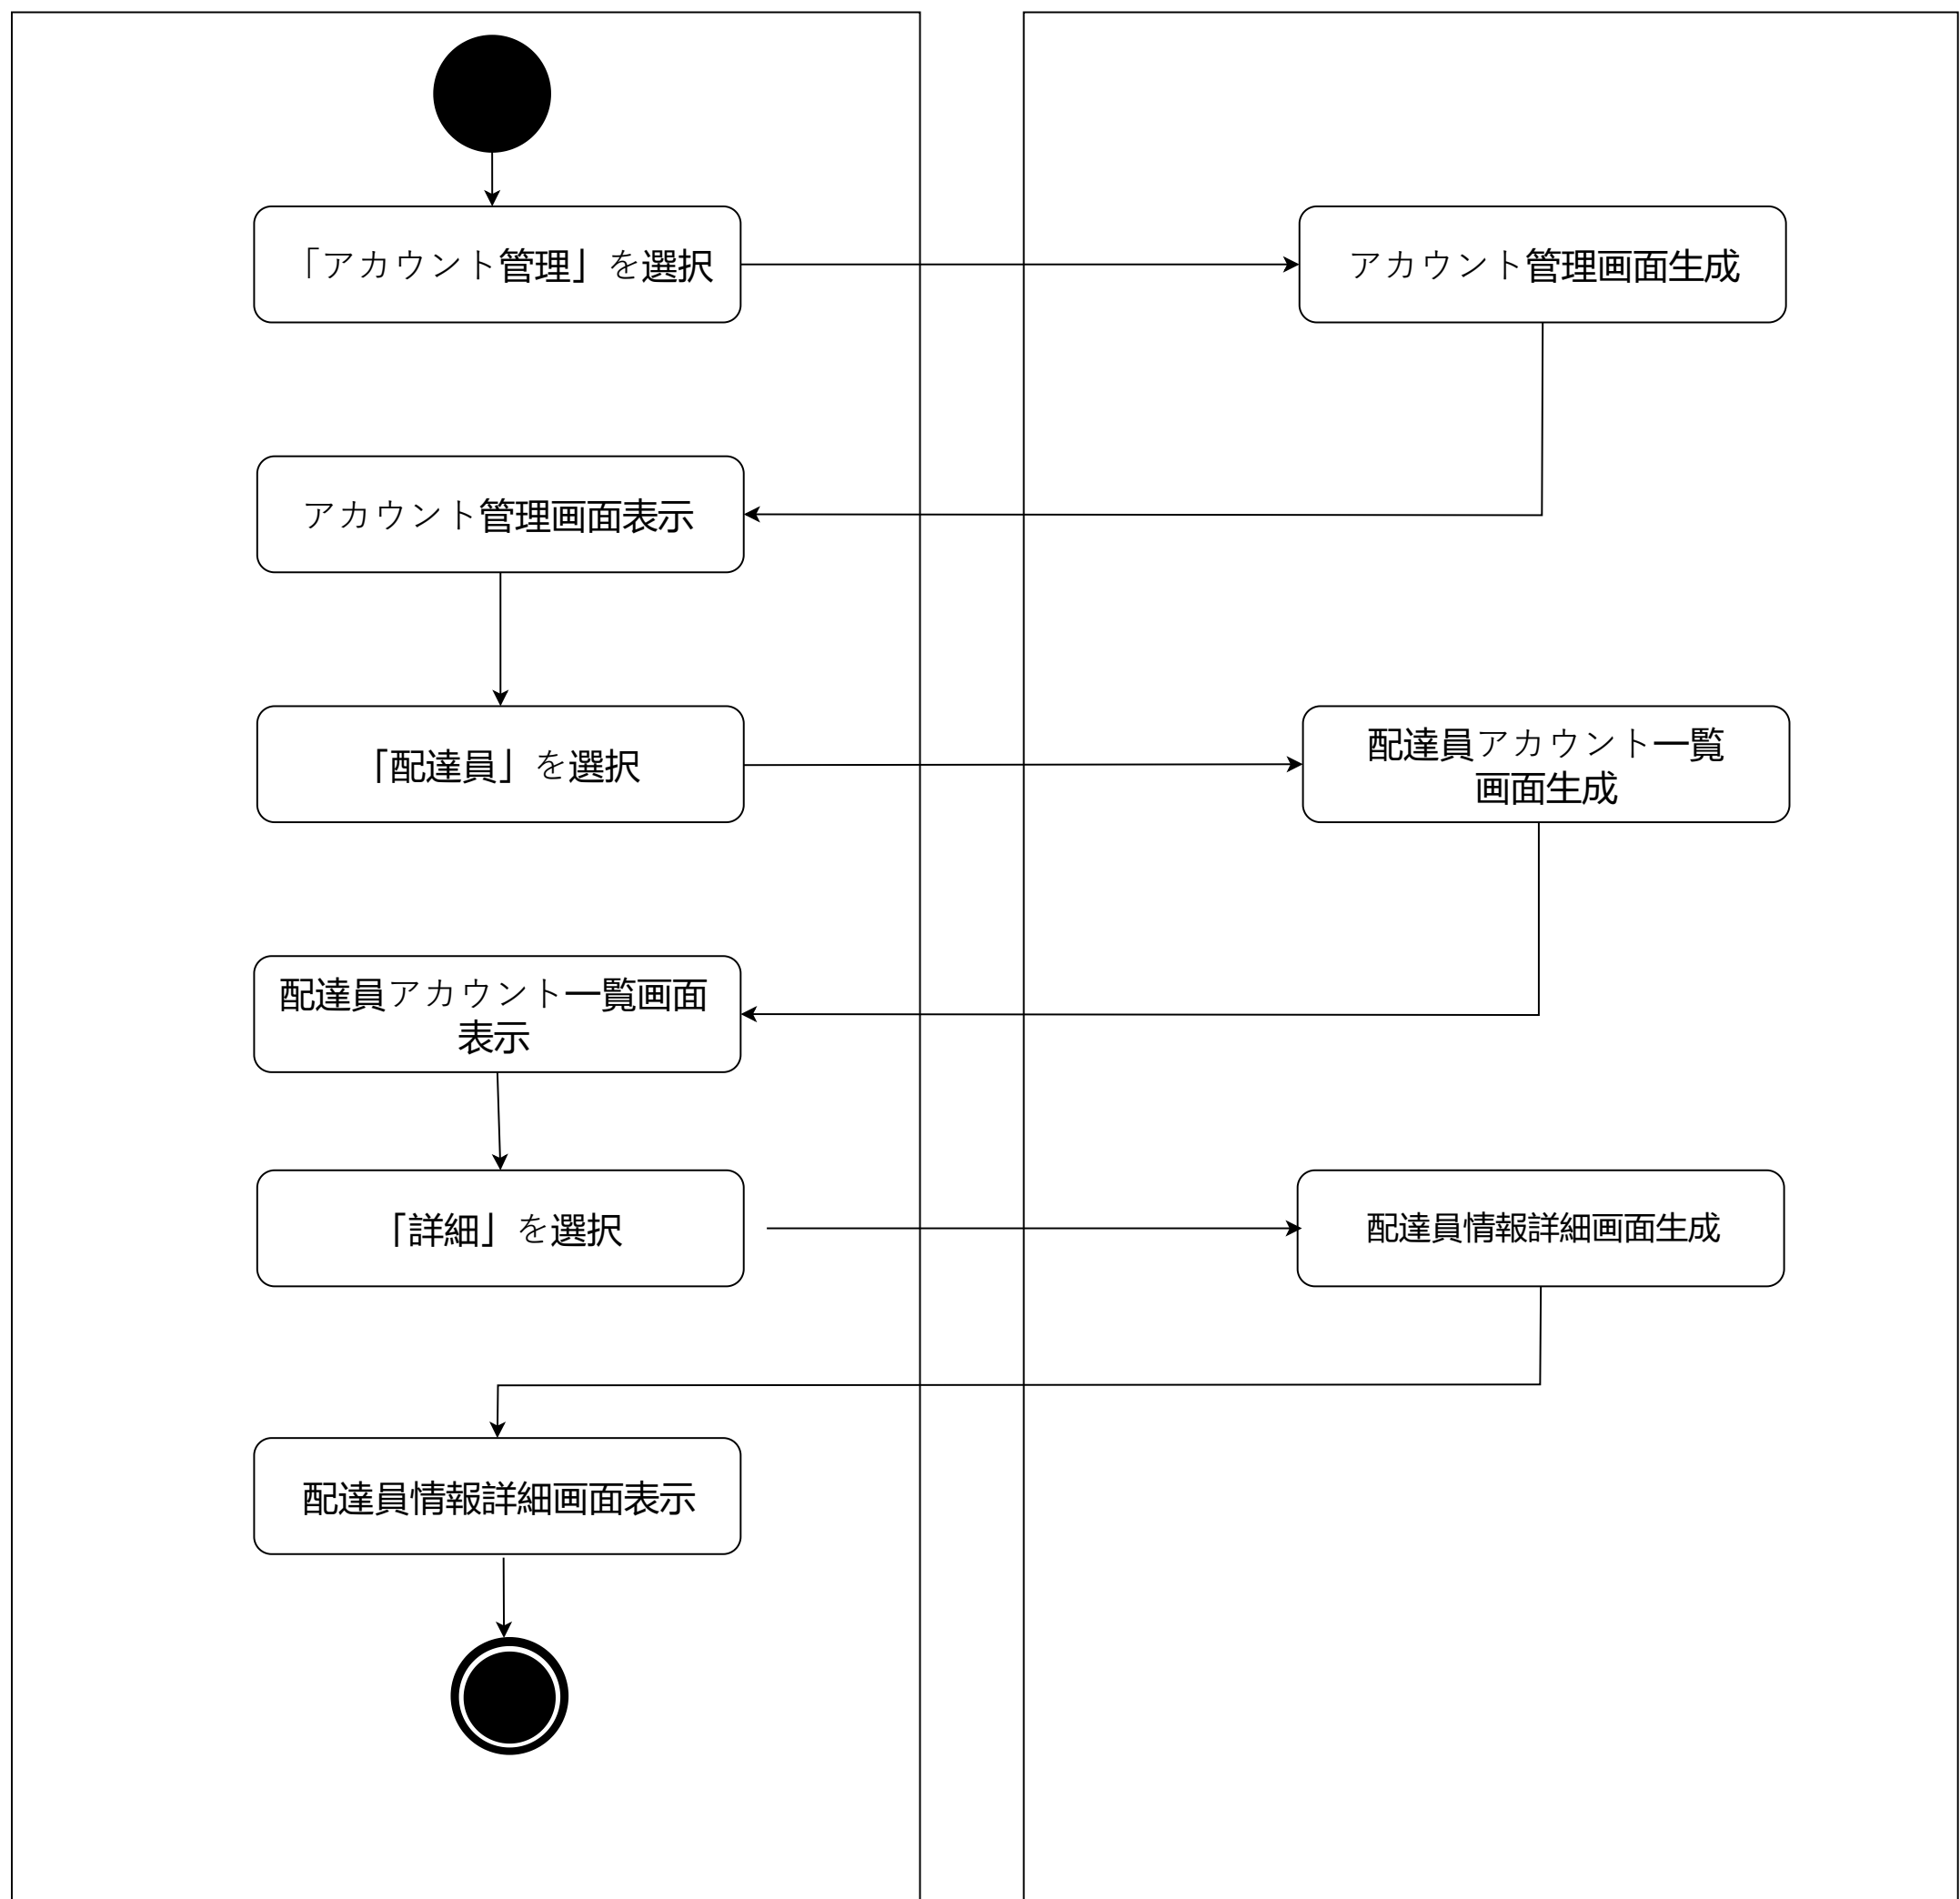 「アカウント管理」を選択
アカウント管理画面生成
アカウント管理画面表示
「配達員」を選択
配達員アカウント一覧
画面生成
配達員アカウント一覧画面
表示
「詳細」を選択
配達員情報詳細画面生成
配達員情報詳細画面表示